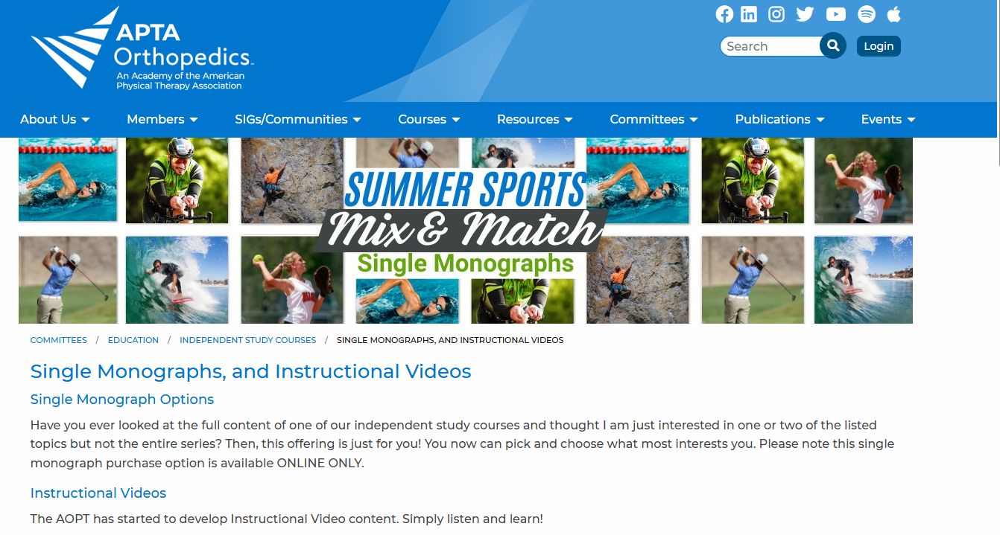 APTA
Orthopedics
An Academy of the American
Physical Therapy Association
Search
Login
About Us
Members
SIGs/Communities
Courses
Resources
Committees
Publications
Events
SUMMER SPORTS
Mix & Match
Single Monographs
COMMITTEES / EDUCATION / INDEPENDENT STUDY COURSES / SINGLE MONOGRAPHS, AND INSTRUCTIONAL VIDEOS
Single Monographs, and Instructional Videos
Single Monograph Options
Have you ever looked at the full content of one of our independent study courses and thought I am just interested in one or two of the listed
topics but not the entire series? Then, this offering is just for you! You now can pick and choose what most interests you. Please note this single
monograph purchase option is available ONLINE ONLY.
Instructional Videos
The AOPT has started to develop Instructional Video content. Simply listen and learn!